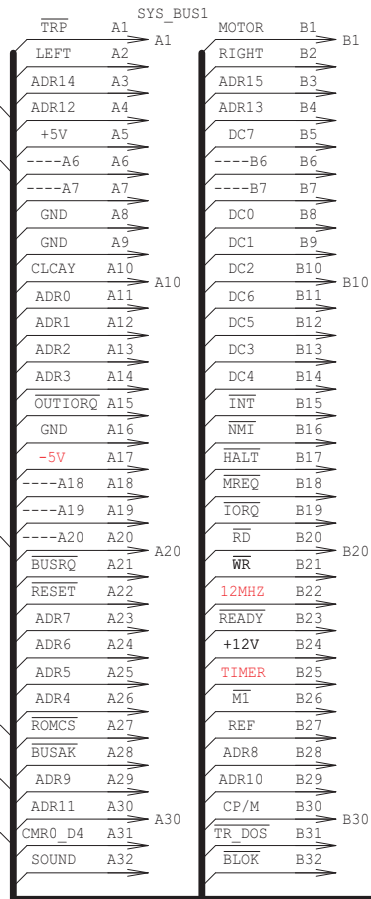 SYS_BUS1
TRP A1 A1 MOTOR B1 B1
LEFT A2 RIGHT B2
ADR14 A3 ADR15 B3
ADR12 A4 ADR13 B4
+5V A5 DC7 B5
----A6 A6 ----B6 B6
----A7 A7 ----B7 B7
GND A8 DC0 B8
GND A9 DC1 B9
CLCAY A10 A10 DC2 B10 B10
ADR0 A11 DC6 B11
ADR1 A12 DC5 B12
ADR2 A13 DC3 B13
ADR3 A14 DC4 B14
OUTIORQ A15 INT B15
GND A16 NMI B16
-5V A17 HALT B17
----A18 A18 MREQ B18
----A19 A19 IORQ B19
----A20 A20 A20 RD B20 B20
BUSRQ A21 WR B21
RESET A22 12MHZ B22
ADR7 A23 READY B23
ADR6 A24 +12V B24
ADR5 A25 TIMER B25
ADR4 A26 M1 B26
ROMCS A27 REF B27
BUSAK A28 ADR8 B28
ADR9 A29 ADR10 B29
ADR11 A30 A30 CP/M B30 B30
CMR0_D4 A31 TR_DOS B31
SOUND A32 BLOK B32